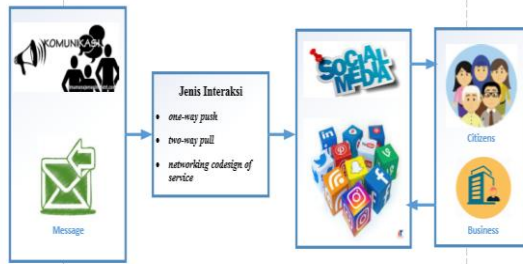 KOMUNIKASI
Message
Jenis Interaksi
• one-way push
• two-way pull
• networking codesign of
service
SOCIAL
MEDIA
Citizens
Business